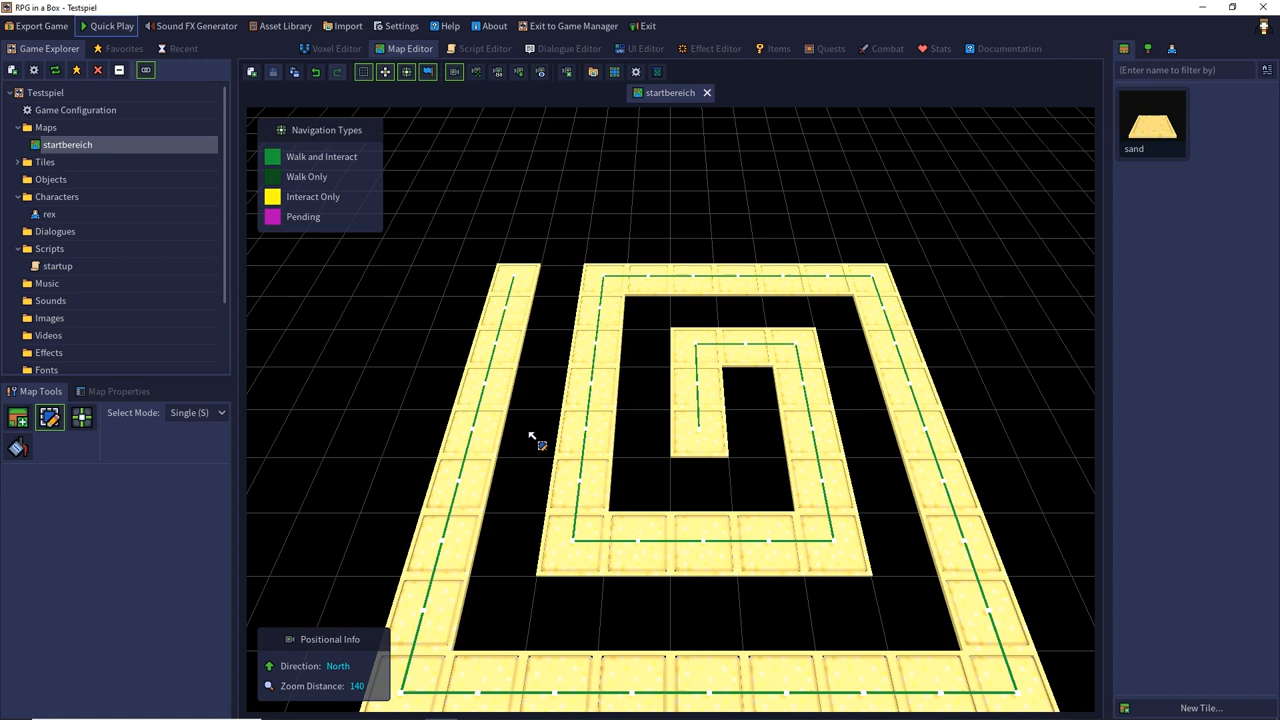 RPG in a Box - Testspiel
Export Game
Quick Play
Sound FX Generator
Asset Library
Import
Settings
Help
About
Exit to Game Manager
Exit
Game Explorer
Favorites
Recent
Voxel Editor
Map Editor
Script Editor
Dialogue Editor
UI Editor
Effect Editor
Items
Quests
Combat
Stats
Documentation
(Enter name to filter by)
Testspiel
Game Configuration
Maps
startbereich
Tiles
Objects
Characters
rex
Dialogues
Scripts
startup
Music
Sounds
Images
Videos
Effects
Fonts
startbereich
Navigation Types
Walk and Interact
Walk Only
Interact Only
Pending
sand
Map Tools
Map Properties
Select Mode:
Single (S)
Positional Info
Direction: North
Zoom Distance: 140
New Tile...